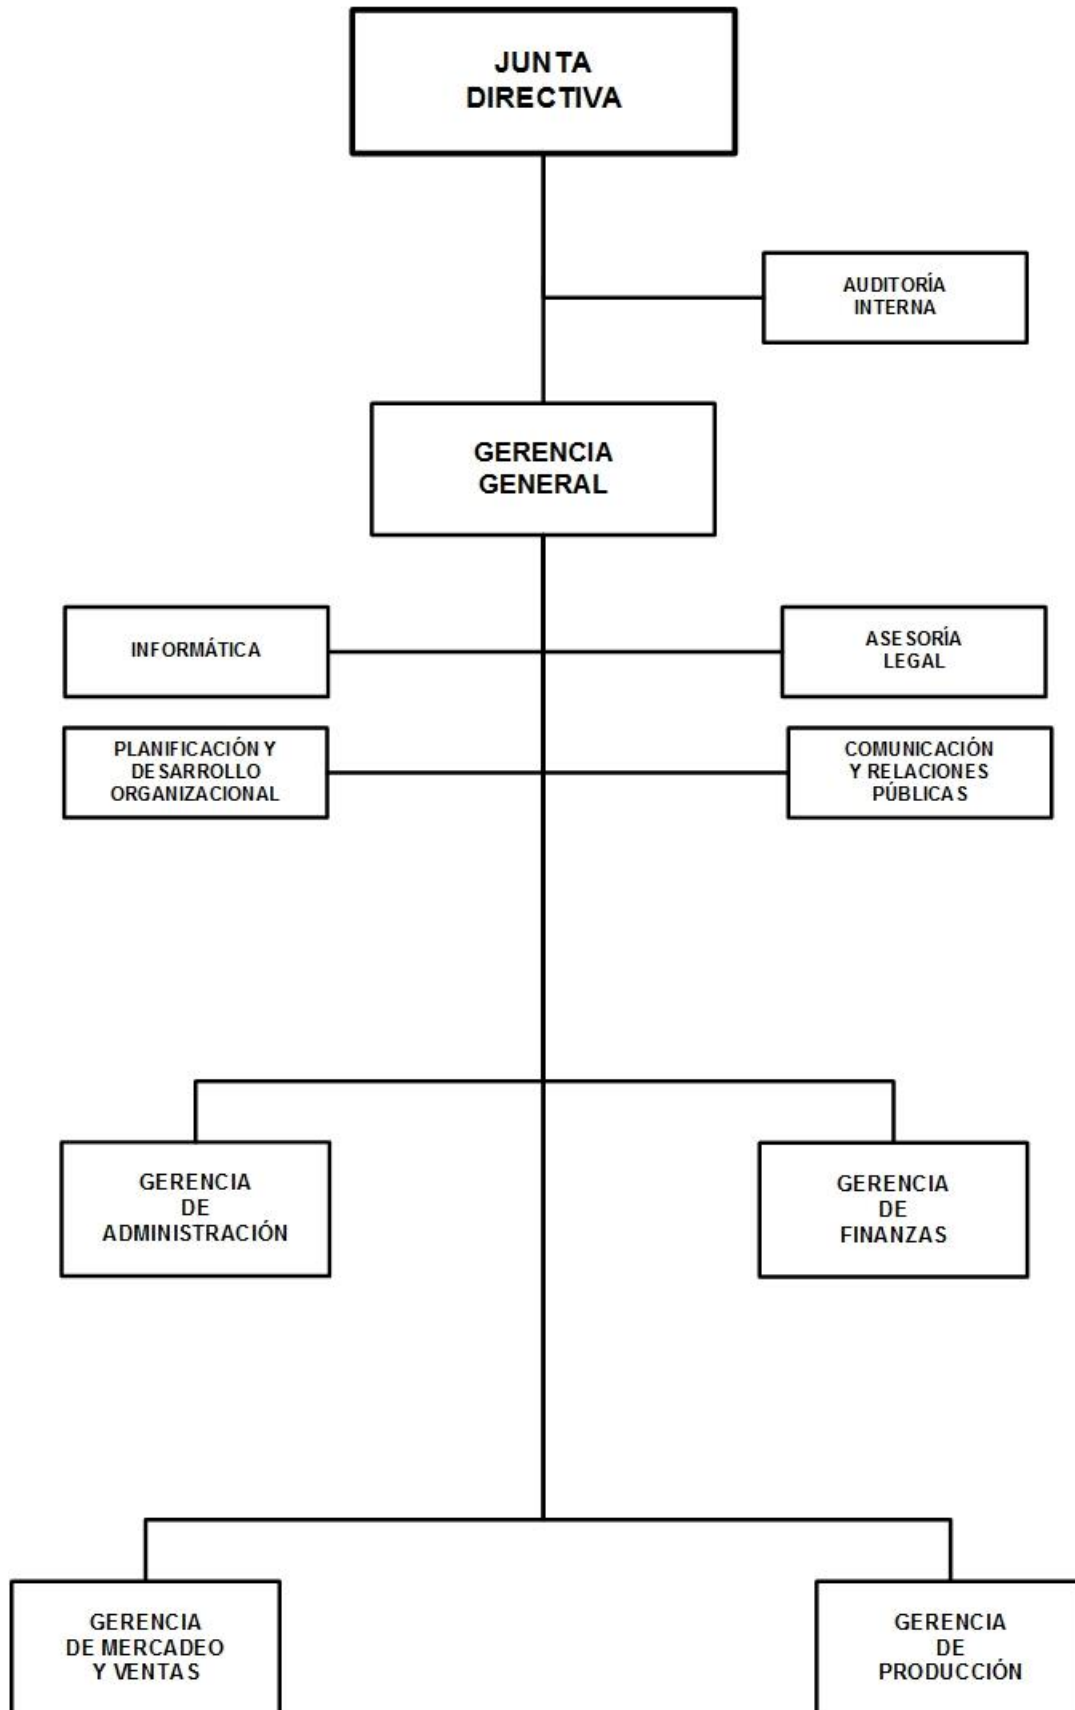 JUNTA
DIRECTIVA
AUDITORÍA
INTERNA
GERENCIA
GENERAL
INFORMÁTICA
ASESORÍA
LEGAL
PLANIFICACIÓN Y
DESARROLLO
ORGANIZACIONAL
COMUNICACIÓN
Y RELACIONES
PÚBLICAS
GERENCIA
DE
ADMINISTRACIÓN
GERENCIA
DE
FINANZAS
GERENCIA
DE MERCADEO
Y VENTAS
GERENCIA
DE
PRODUCCIÓN